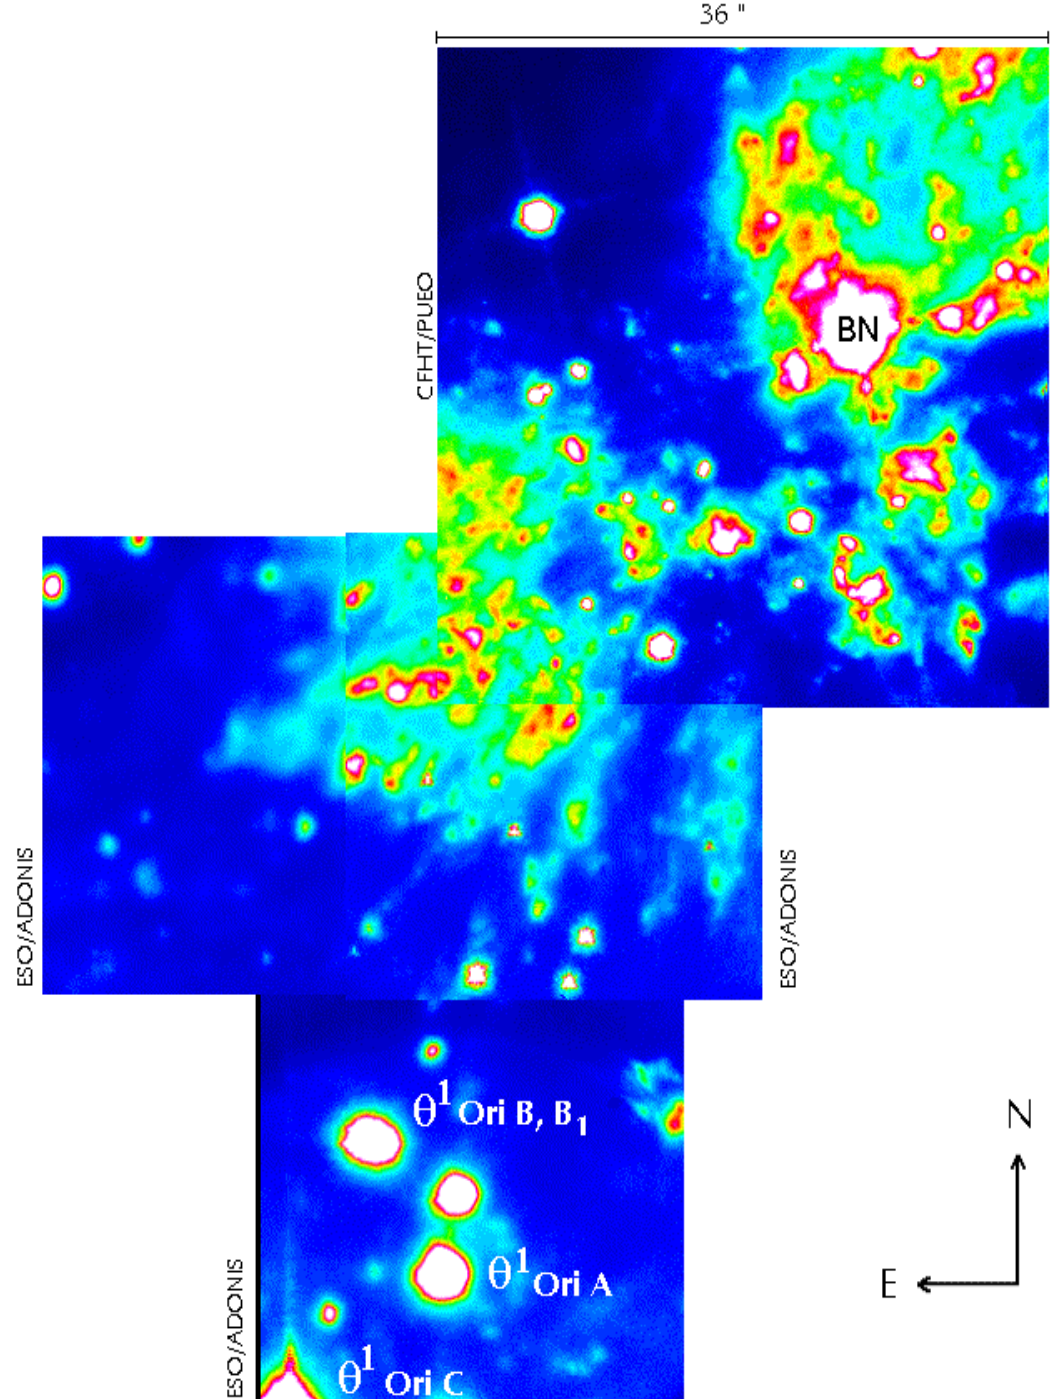 36 "
CFHT/PUEO
BN
ESO/ADONIS
ESO/ADONIS
θ¹ Ori B, B₁
N
θ¹ Ori A
E
ESO/ADONIS
θ¹ Ori C